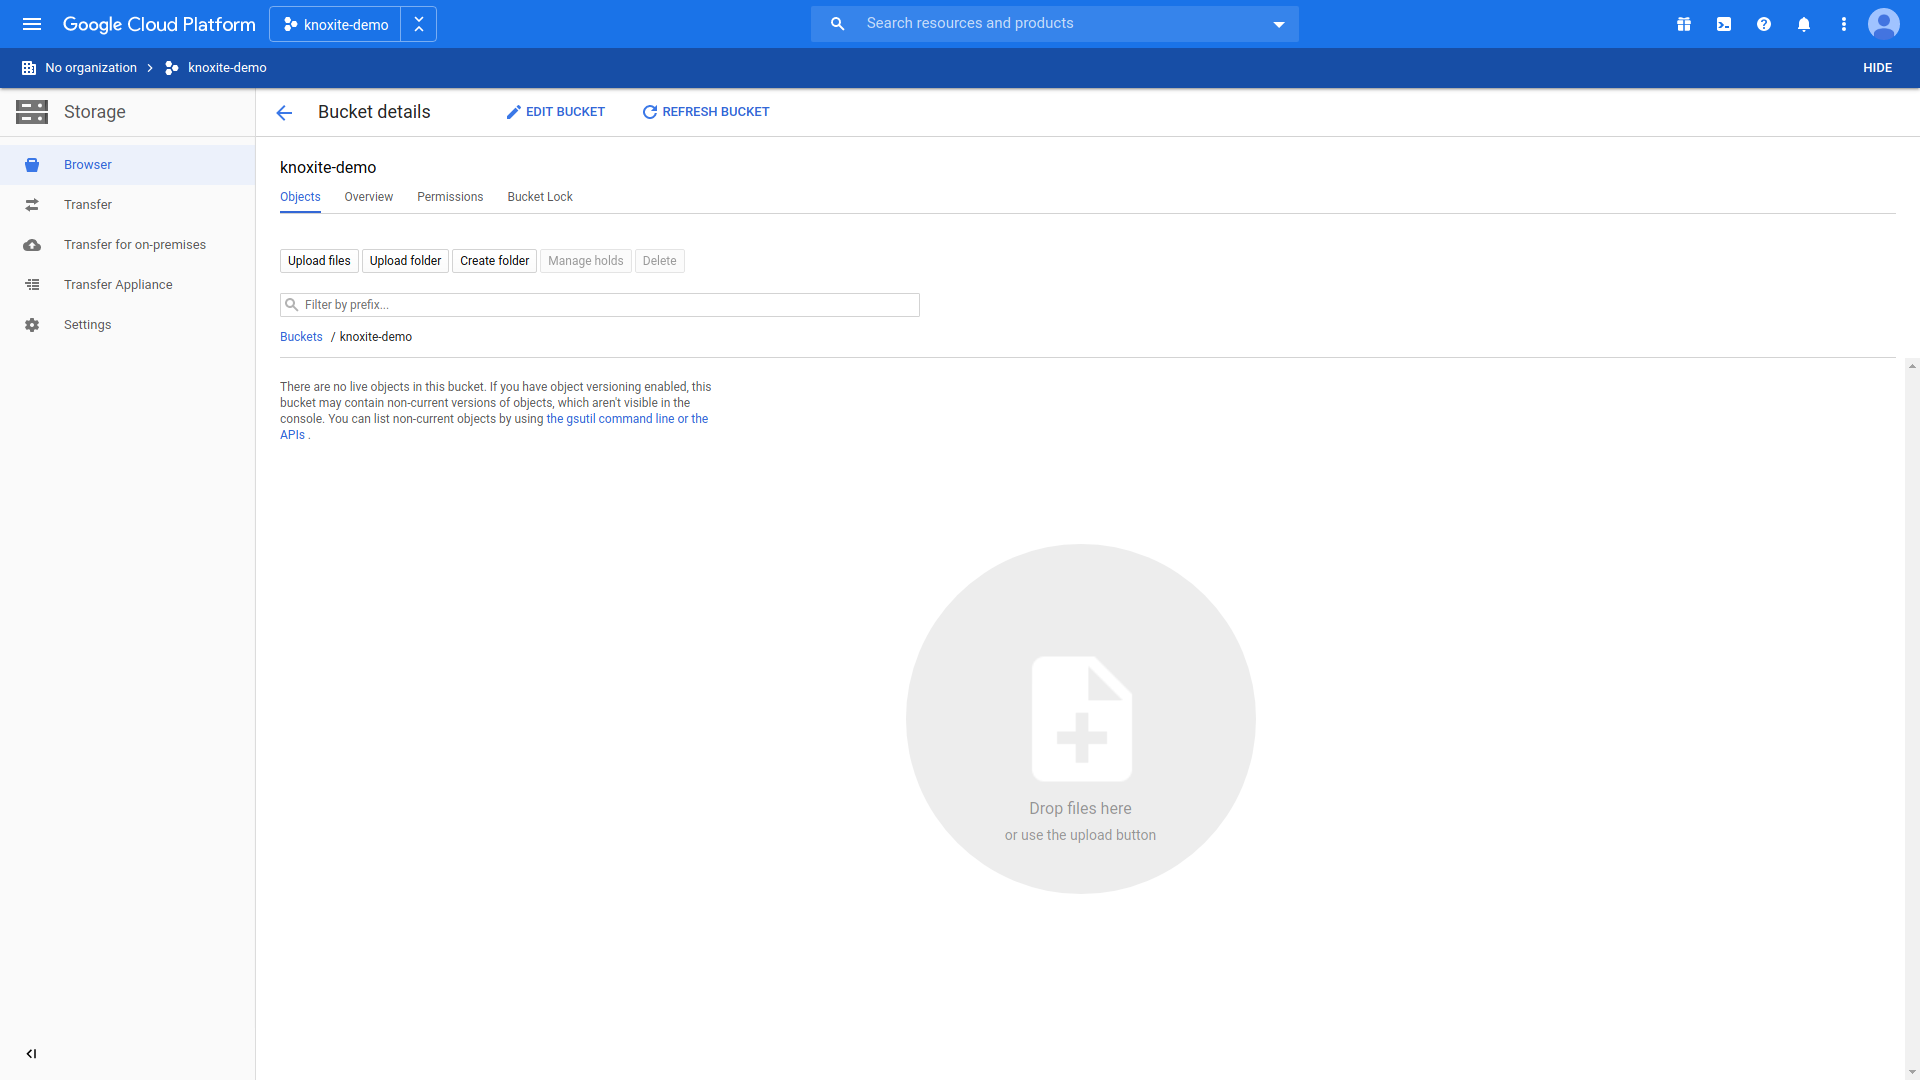 Google Cloud Platform
knoxite-demo
Search resources and products
No organization
knoxite-demo
HIDE
Storage
Bucket details
EDIT BUCKET
REFRESH BUCKET
Browser
Transfer
Transfer for on-premises
Transfer Appliance
Settings
knoxite-demo
Objects
Overview
Permissions
Bucket Lock
Upload files
Upload folder
Create folder
Manage holds
Delete
Filter by prefix...
Buckets / knoxite-demo
There are no live objects in this bucket. If you have object versioning enabled, this
bucket may contain non-current versions of objects, which aren't visible in the
console. You can list non-current objects by using the gsutil command line or the
APIs .
Drop files here
or use the upload button